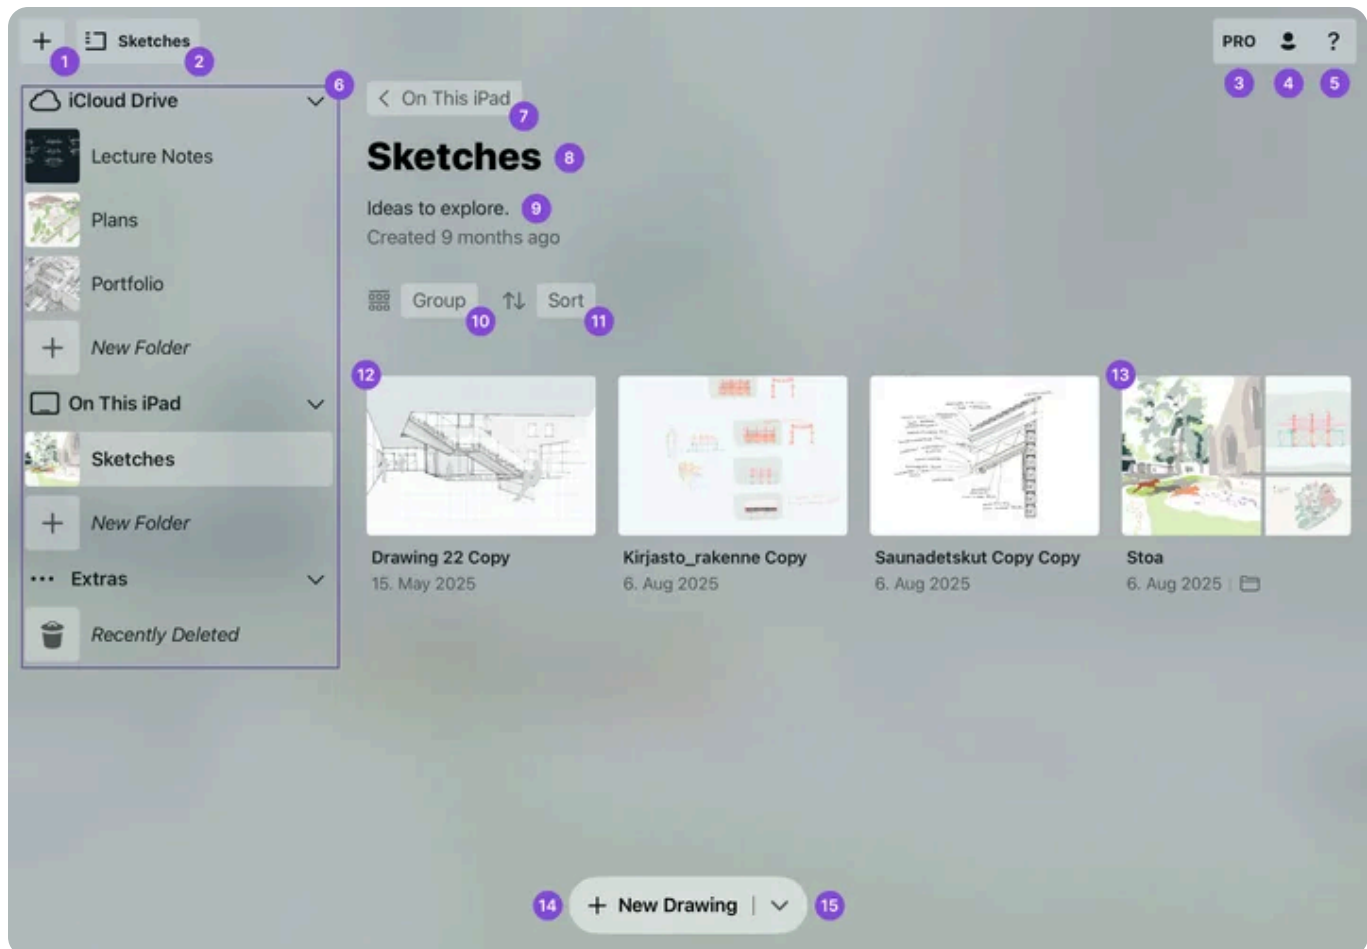 + Sketches
1
2
PRO ?
3
4
5
6
iCloud Drive
Lecture Notes
Plans
Portfolio
+ New Folder
On This iPad
Sketches
+ New Folder
••• Extras
Recently Deleted
On This iPad
7
Sketches
8
Ideas to explore.
9
Created 9 months ago
Group
10
Sort
11
12
Drawing 22 Copy
15. May 2025
Kirjasto_rakenne Copy
6. Aug 2025
Saunadetskut Copy Copy
6. Aug 2025
13
Stoa
6. Aug 2025
14
+ New Drawing
15